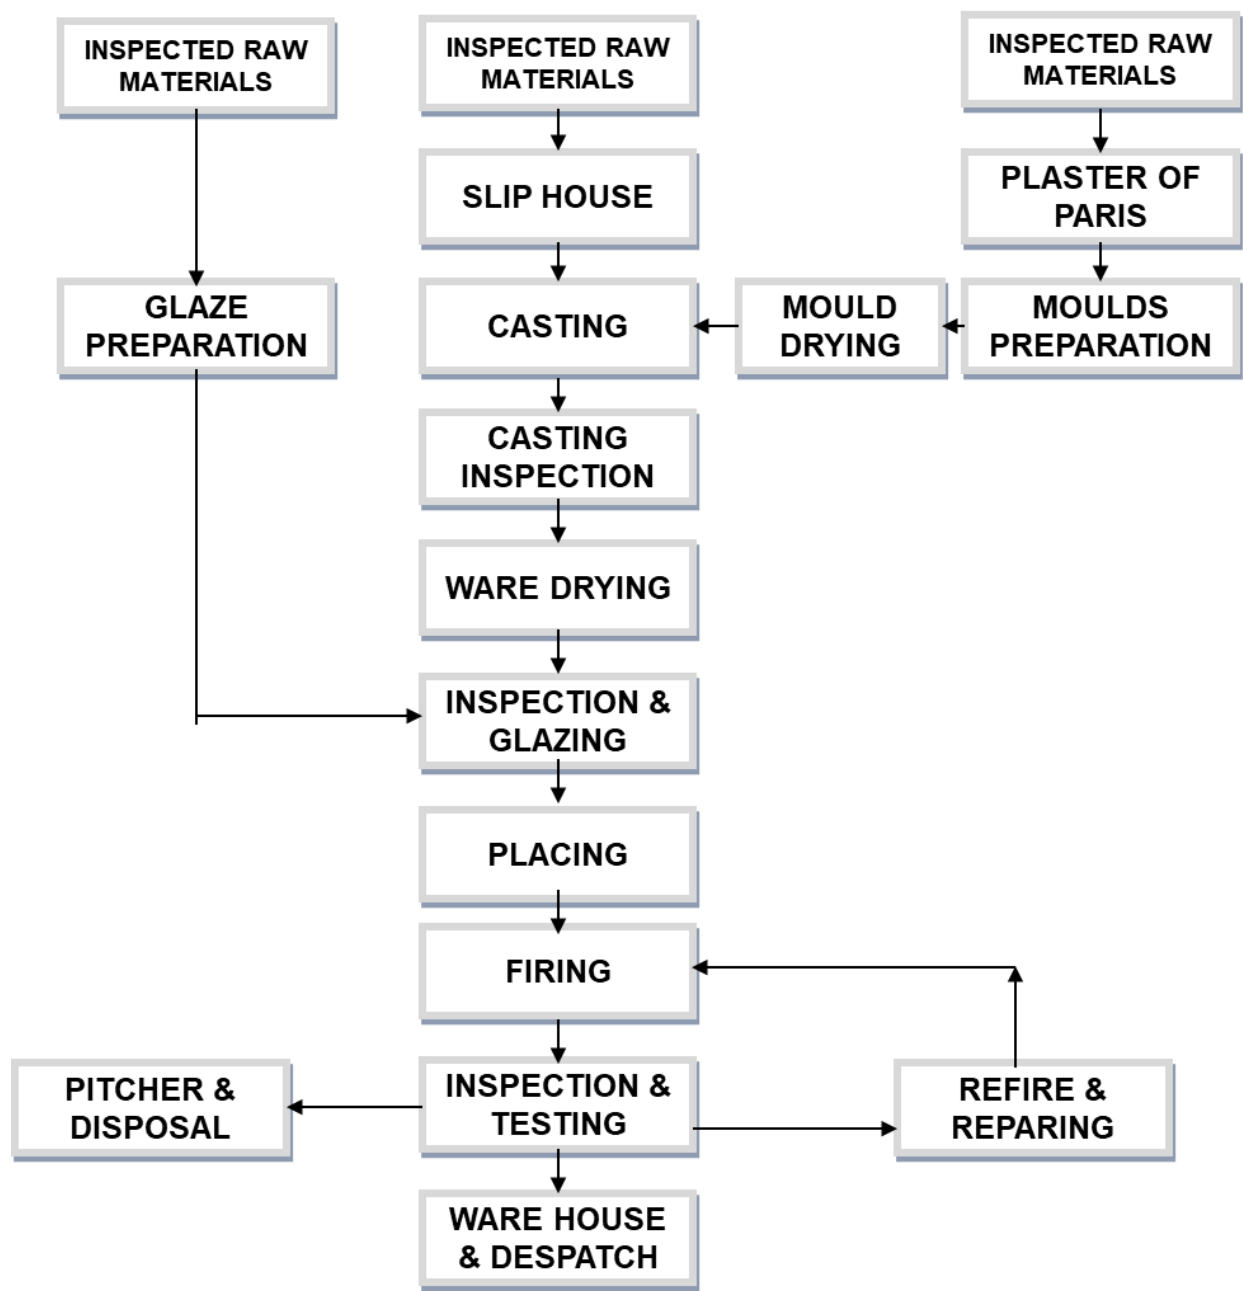 INSPECTED RAW
MATERIALS
INSPECTED RAW
MATERIALS
INSPECTED RAW
MATERIALS
SLIP HOUSE
PLASTER OF
PARIS
GLAZE
PREPARATION
CASTING
MOULD
DRYING
MOULDS
PREPARATION
CASTING
INSPECTION
WARE DRYING
INSPECTION &
GLAZING
PLACING
FIRING
PITCHER &
DISPOSAL
INSPECTION &
TESTING
REFIRE &
REPARING
WARE HOUSE
& DESPATCH